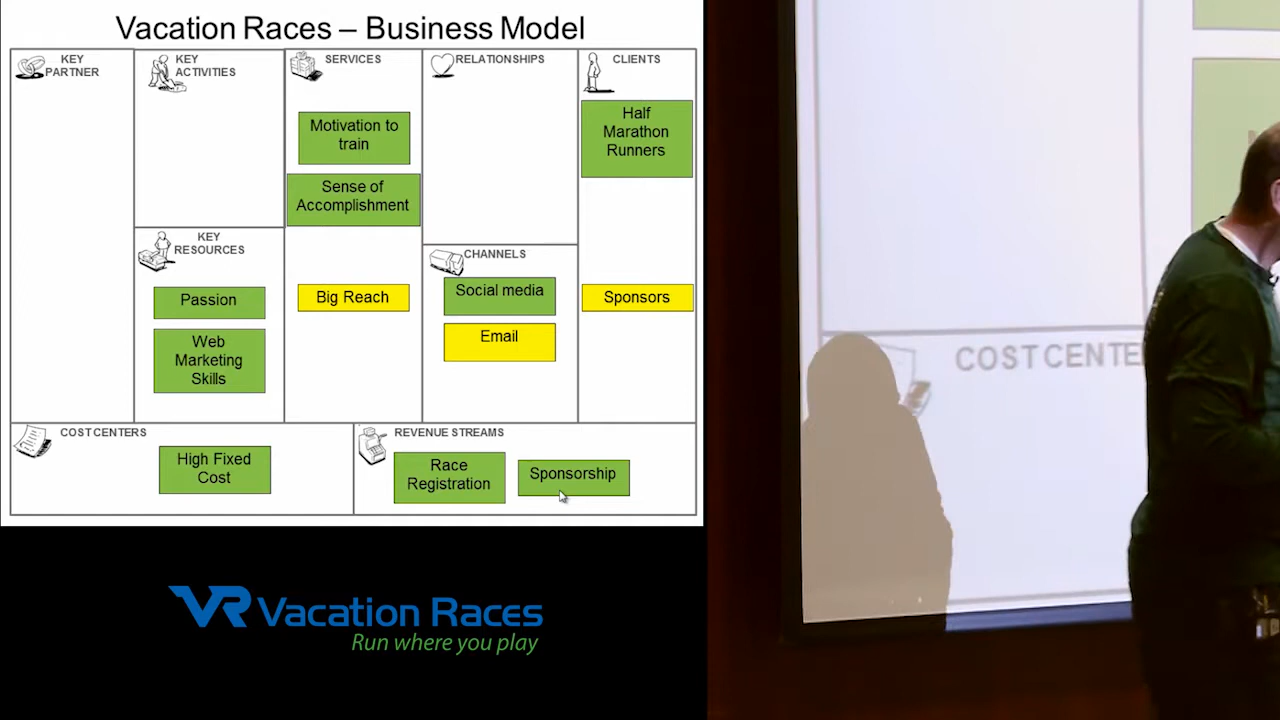 Vacation Races – Business Model
KEY
PARTNER
KEY
ACTIVITIES
SERVICES
RELATIONSHIPS
CLIENTS
Motivation to
train
Sense of
Accomplishment
Half
Marathon
Runners
KEY
RESOURCES
Passion
Web
Marketing
Skills
Big Reach
CHANNELS
Social media
Email
Sponsors
COST CENTERS
High Fixed
Cost
REVENUE STREAMS
Race
Registration
Sponsorship
VR Vacation Races
Run where you play
COST CENTE